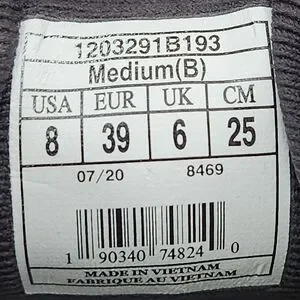 1203291B193
Medium(B)
USA EUR UK CM
8 39 6 25
07/20 8469
1 90340 74824 0
MADE IN VIETNAM
FABRIQUÉ AU VIETNAM